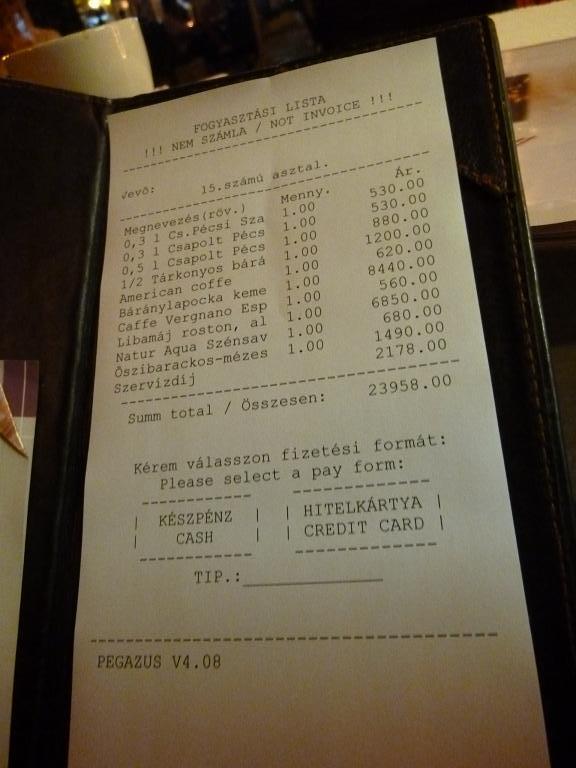 FOGYASZTÁSI LISTA
!!! NEM SZÁMLA / NOT INVOICE !!!
Vevő: 15.számú asztal.
Megnevezés(röv.) Menny. Ár.
0,3 l Cs.Pécsi Sza 1.00 530.00
0,3 l Csapolt Pécs 1.00 530.00
0,5 l Csapolt Pécs 1.00 880.00
1/2 Tárkonyos bárá 1.00 1200.00
American coffe 1.00 620.00
Báránylapocka keme 1.00 8440.00
Caffe Vergnano Esp 1.00 560.00
Libamáj roston, al 1.00 6850.00
Natur Aqua Szénsav 1.00 680.00
Őszibarackos-mézes 1.00 1490.00
Szervízdíj 2178.00
Summ total / Összesen: 23958.00
Kérem válasszon fizetési formát:
Please select a pay form:
| KÉSZPÉNZ | | HITELKÁRTYA |
| CASH | | CREDIT CARD |
TIP.:_______________
PEGAZUS V4.08